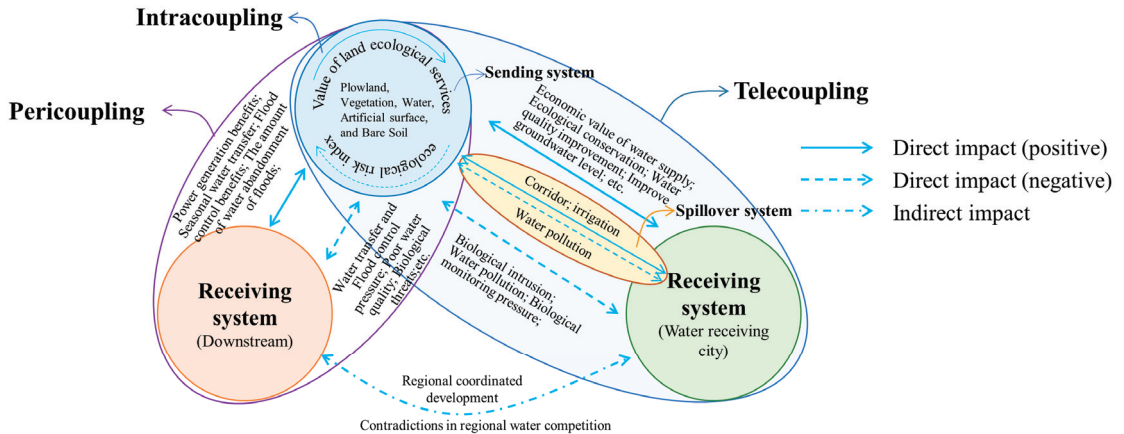 Intracoupling
Pericoupling
Telecoupling
Value of land ecological services
Plowland,
Vegetation, Water,
Artificial surface,
and Bare Soil
ecological risk index
Sending system
Power generation benefits;
Seasonal water transfer; Flood
control benefits; The amount
of water abandonment
of floods;
Economic value of water supply;
Ecological conservation; Water
quality improvement; Improve
groundwater level, etc.
Corridor; irrigation
Water pollution
Spillover system
Water transfer and
Flood control
pressure; Poor water
quality; Biological
threats;etc.
Biological intrusion;
Water pollution; Biological
monitoring pressure;
Receiving
system
(Downstream)
Receiving
system
(Water receiving
city)
Regional coordinated
development
Contradictions in regional water competition
Direct impact (positive)
Direct impact (negative)
Indirect impact